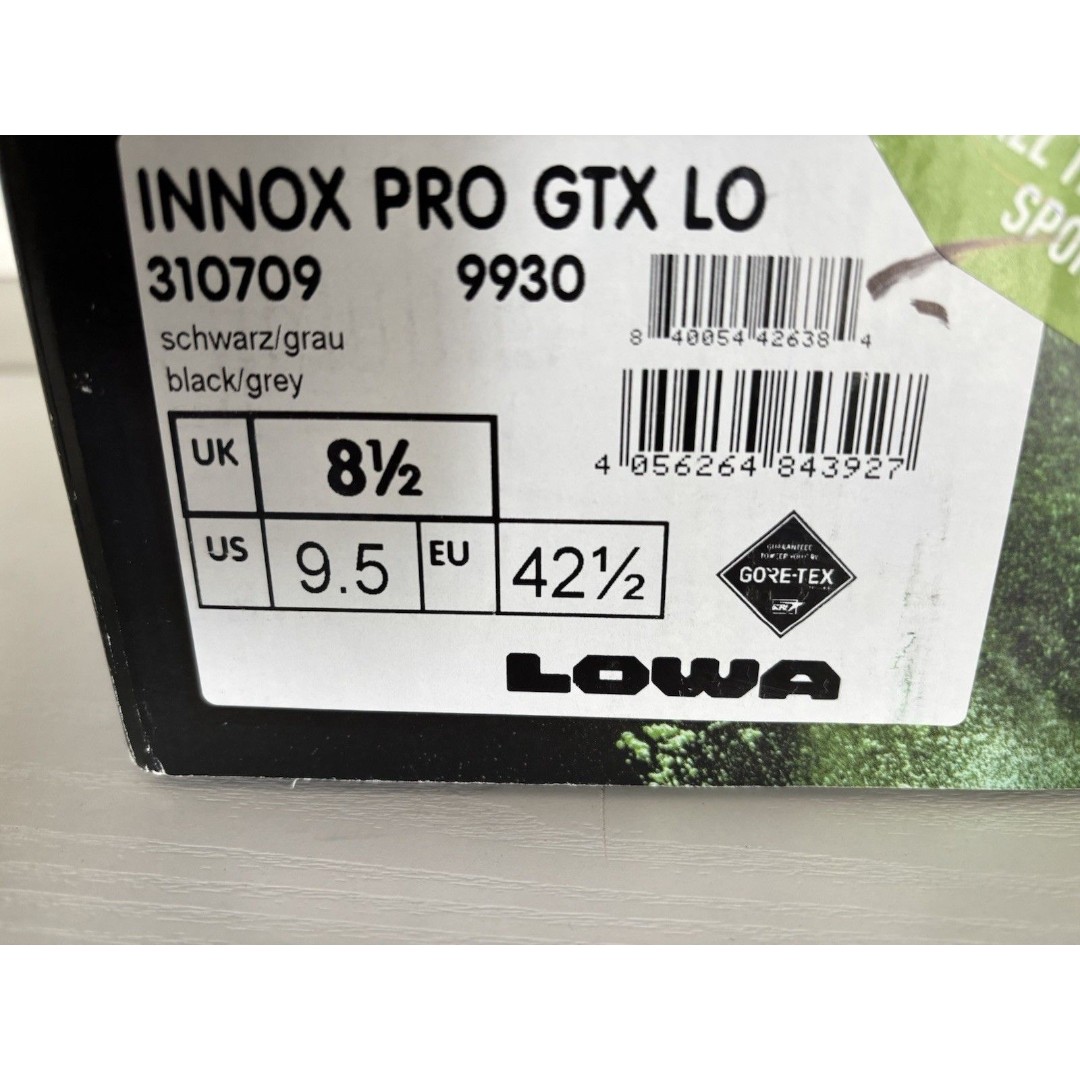 INNOX PRO GTX LO
310709 9930
schwarz/grau
black/grey
8 40054 42638 4
4 056264 843927
UK 8½
US 9.5 EU 42½
GUARANTEED
GORE-TEX
LOWA